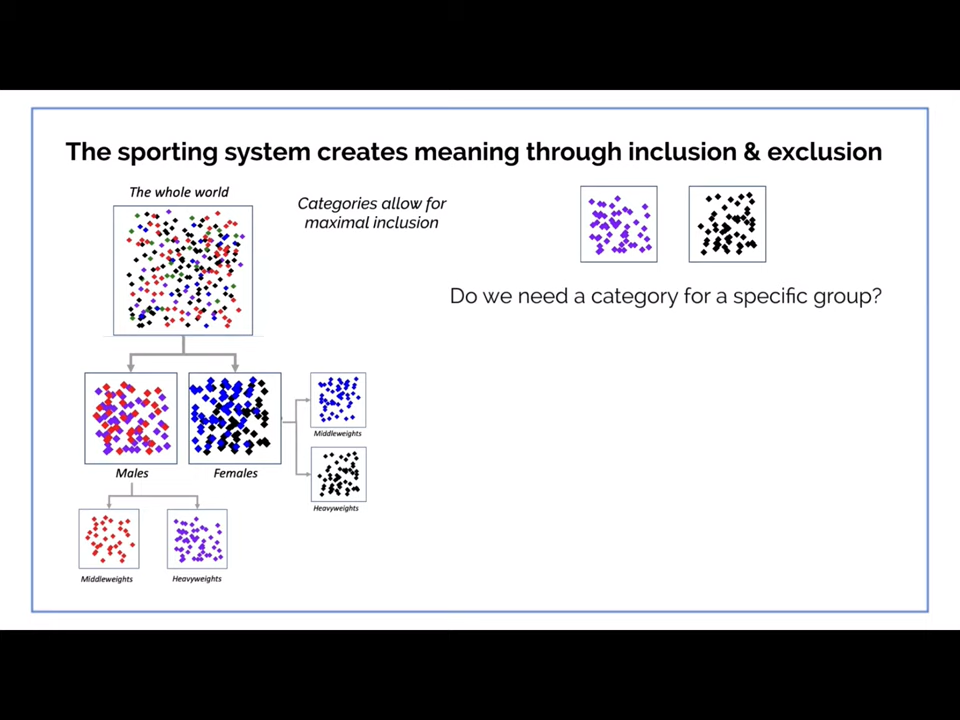 The sporting system creates meaning through inclusion & exclusion
The whole world
Categories allow for
maximal inclusion
Do we need a category for a specific group?
Middleweights
Males
Females
Heavyweights
Middleweights
Heavyweights